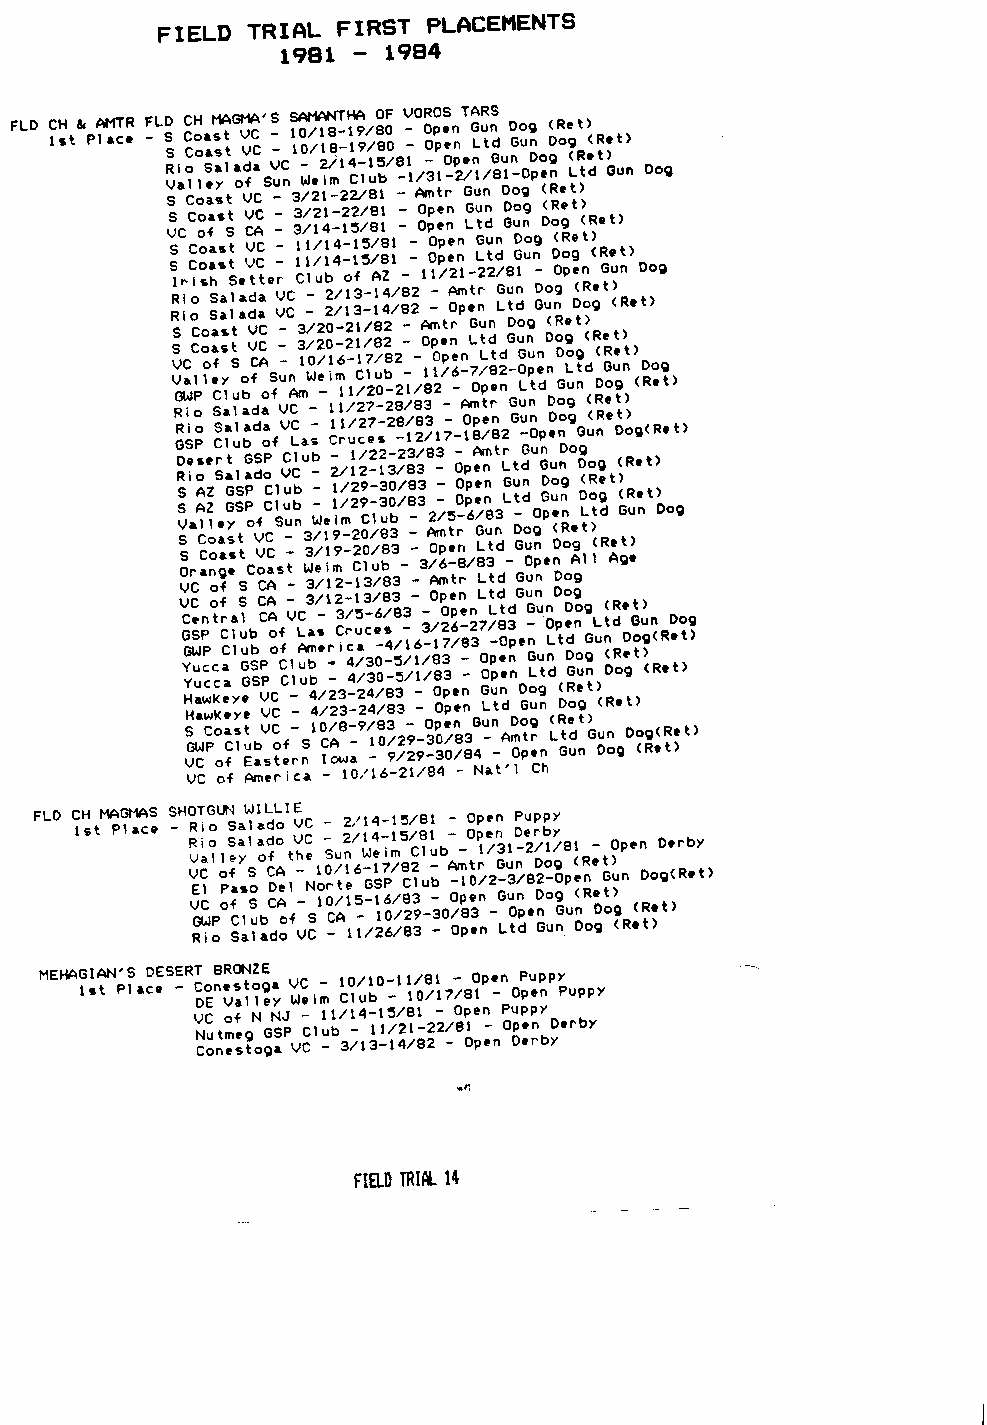 FIELD TRIAL FIRST PLACEMENTS
1981 - 1984
FLD CH & AMTR FLD CH MAGMA'S SAMANTHA OF VOROS TARS
1st Place - S Coast VC - 10/18-19/80 - Open Gun Dog (Ret)
S Coast VC - 10/18-19/80 - Open Ltd Gun Dog (Ret)
Rio Salada VC - 2/14-15/81 - Open Gun Dog (Ret)
Valley of Sun Weim Club -1/31-2/1/81-Open Ltd Gun Dog
S Coast VC - 3/21-22/81 - Amtr Gun Dog (Ret)
S Coast VC - 3/21-22/81 - Open Gun Dog (Ret)
VC of S CA - 3/14-15/81 - Open Ltd Gun Dog (Ret)
S Coast VC - 11/14-15/81 - Open Gun Dog (Ret)
S Coast VC - 11/14-15/81 - Open Ltd Gun Dog (Ret)
Irish Setter Club of AZ - 11/21-22/81 - Open Gun Dog
Rio Salada VC - 2/13-14/82 - Amtr Gun Dog (Ret)
Rio Salada VC - 2/13-14/82 - Open Ltd Gun Dog (Ret)
S Coast VC - 3/20-21/82 - Amtr Gun Dog (Ret)
S Coast VC - 3/20-21/82 - Open Ltd Gun Dog (Ret)
VC of S CA - 10/16-17/82 - Open Ltd Gun Dog (Ret)
Valley of Sun Weim Club - 11/6-7/82-Open Ltd Gun Dog
GWP Club of Am - 11/20-21/82 - Open Ltd Gun Dog (Ret)
Rio Salada VC - 11/27-28/83 - Amtr Gun Dog (Ret)
Rio Salada VC - 11/27-28/83 - Open Gun Dog (Ret)
GSP Club of Las Cruces -12/17-18/82 -Open Gun Dog(Ret)
Desert GSP Club - 1/22-23/83 - Amtr Gun Dog
Rio Salado VC - 2/12-13/83 - Open Ltd Gun Dog (Ret)
S AZ GSP Club - 1/29-30/83 - Open Gun Dog (Ret)
S AZ GSP Club - 1/29-30/83 - Open Ltd Gun Dog (Ret)
Valley of Sun Weim Club - 2/5-6/83 - Open Ltd Gun Dog
S Coast VC - 3/19-20/83 - Amtr Gun Dog (Ret)
S Coast VC - 3/19-20/83 - Open Ltd Gun Dog (Ret)
Orange Coast Weim Club - 3/6-8/83 - Open All Age
VC of S CA - 3/12-13/83 - Amtr Ltd Gun Dog
VC of S CA - 3/12-13/83 - Open Ltd Gun Dog
Central CA VC - 3/5-6/83 - Open Ltd Gun Dog (Ret)
GSP Club of Las Cruces - 3/26-27/83 - Open Ltd Gun Dog
GWP Club of America -4/16-17/83 -Open Ltd Gun Dog(Ret)
Yucca GSP Club - 4/30-5/1/83 - Open Gun Dog (Ret)
Yucca GSP Club - 4/30-5/1/83 - Open Ltd Gun Dog (Ret)
Hawkeye VC - 4/23-24/83 - Open Gun Dog (Ret)
Hawkeye VC - 4/23-24/83 - Open Ltd Gun Dog (Ret)
S Coast VC - 10/8-9/83 - Open Gun Dog (Ret)
GWP Club of S CA - 10/29-30/83 - Amtr Ltd Gun Dog(Ret)
VC of Eastern Iowa - 9/29-30/84 - Open Gun Dog (Ret)
VC of America - 10/16-21/84 - Nat'l Ch
FLD CH MAGMAS SHOTGUN WILLIE
1st Place - Rio Salado VC - 2/14-15/81 - Open Puppy
Rio Salado VC - 2/14-15/81 - Open Derby
Valley of the Sun Weim Club - 1/31-2/1/81 - Open Derby
VC of S CA - 10/16-17/82 - Amtr Gun Dog (Ret)
El Paso Del Norte GSP Club -10/2-3/82-Open Gun Dog(Ret)
VC of S CA - 10/15-16/83 - Open Gun Dog (Ret)
GWP Club of S CA - 10/29-30/83 - Open Gun Dog (Ret)
Rio Salado VC - 11/26/83 - Open Ltd Gun Dog (Ret)
MEHAGIAN'S DESERT BRONZE
1st Place - Conestoga VC - 10/10-11/81 - Open Puppy
DE Valley Weim Club - 10/17/81 - Open Puppy
VC of N NJ - 11/14-15/81 - Open Puppy
Nutmeg GSP Club - 11/21-22/81 - Open Derby
Conestoga VC - 3/13-14/82 - Open Derby
FIELD TRIAL 14